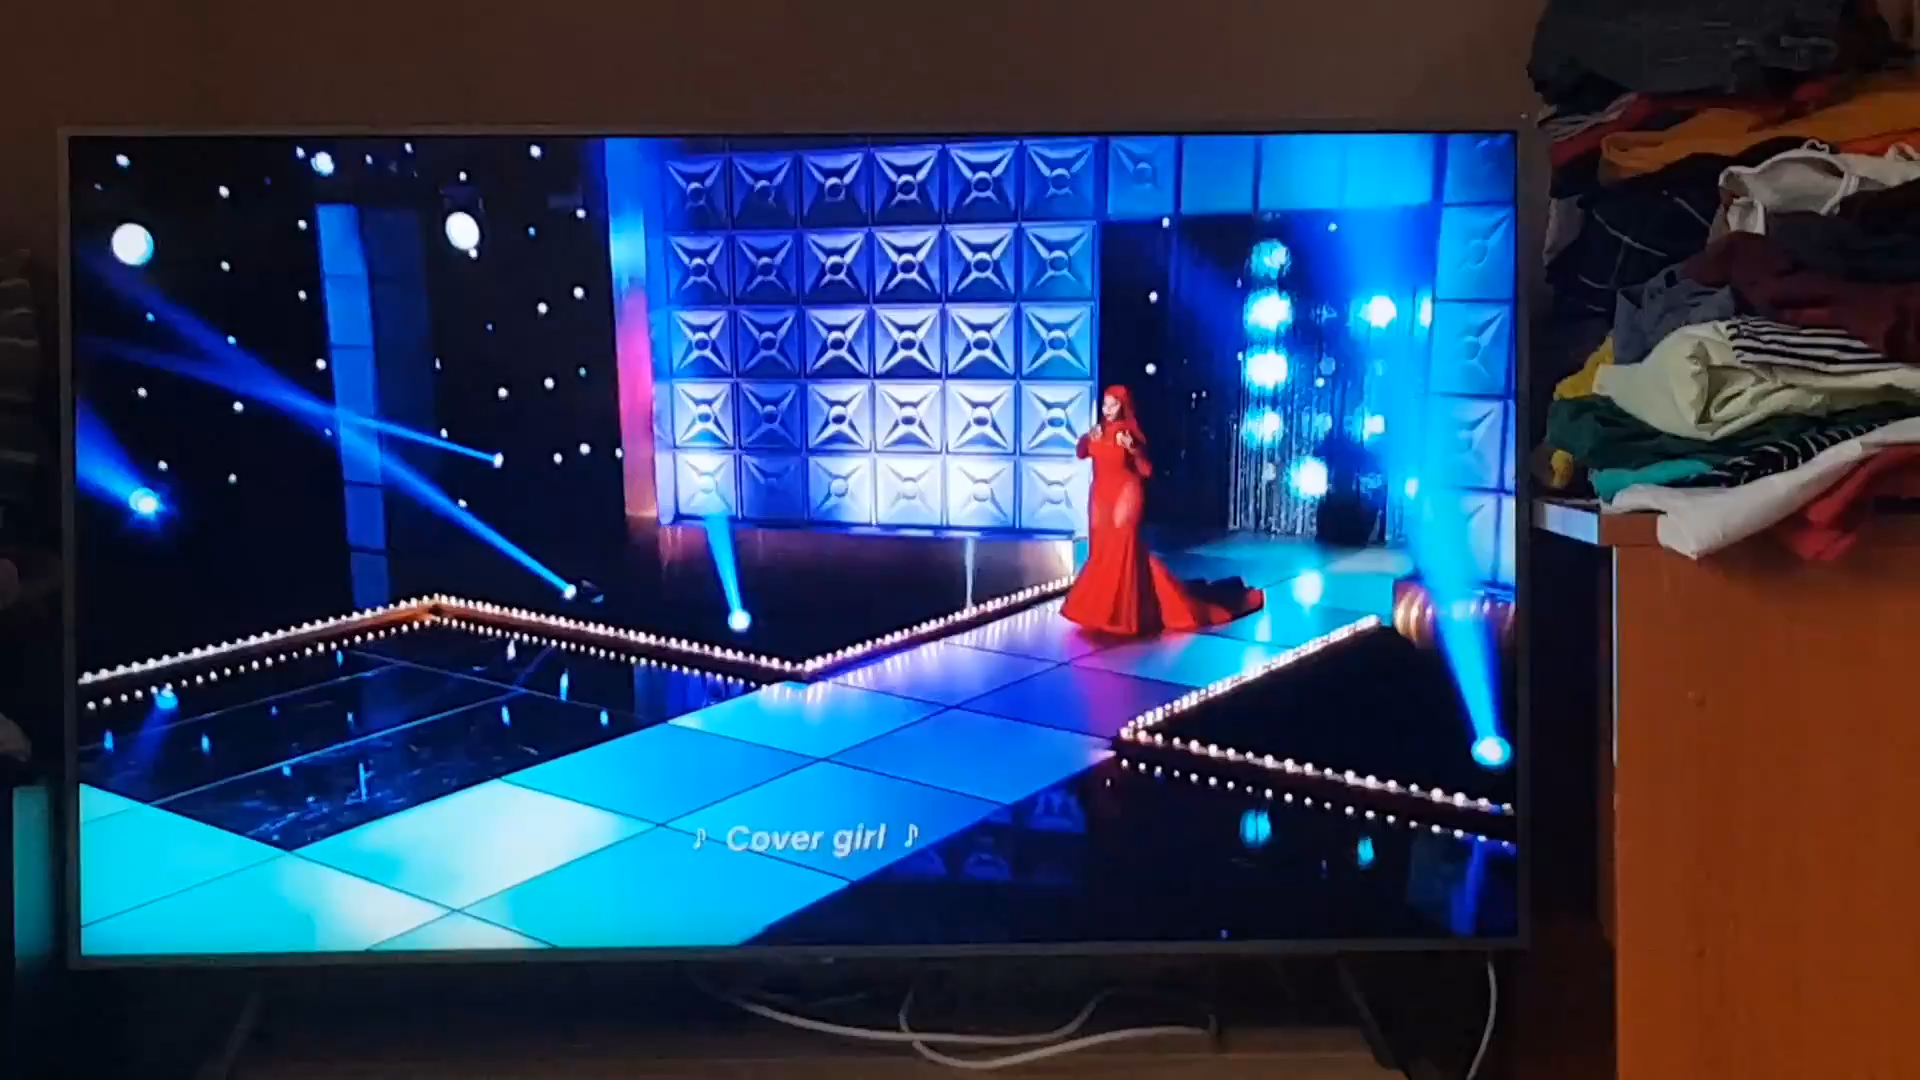 ♪ Cover girl ♪